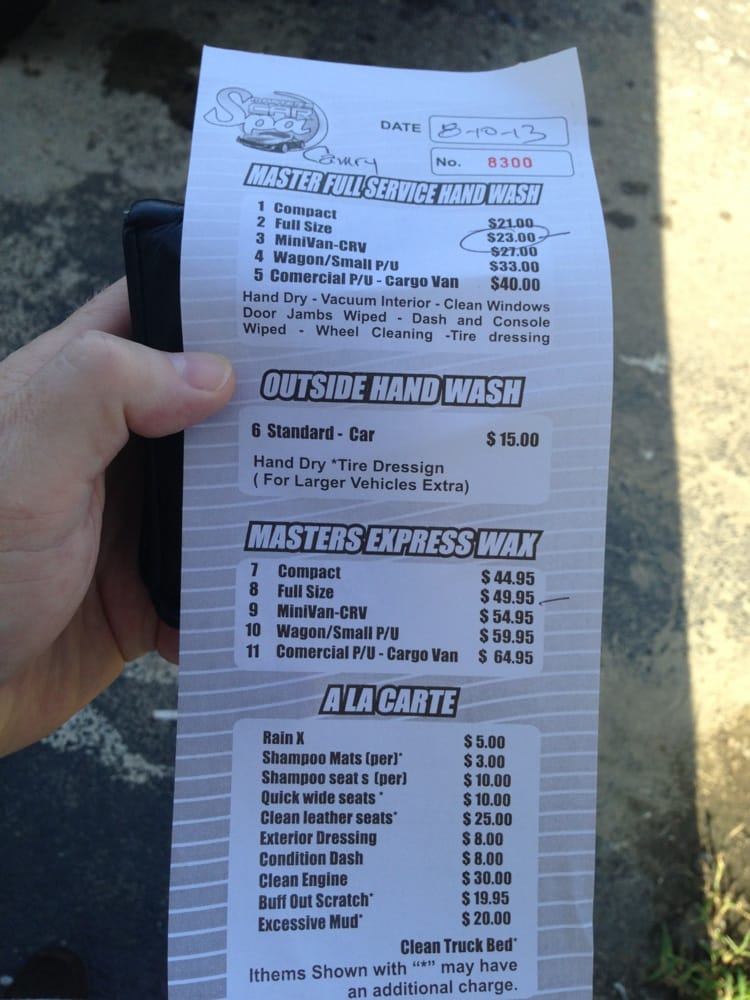 CAR
Spa
DATE 8-10-13
Camry
No. 8300
MASTER FULL SERVICE HAND WASH
1 Compact $21.00
2 Full Size $23.00
3 MiniVan-CRV $27.00
4 Wagon/Small P/U $33.00
5 Comercial P/U - Cargo Van $40.00
Hand Dry - Vacuum Interior - Clean Windows
Door Jambs Wiped - Dash and Console
Wiped - Wheel Cleaning -Tire dressing
OUTSIDE HAND WASH
6 Standard - Car $ 15.00
Hand Dry *Tire Dressign
( For Larger Vehicles Extra)
MASTERS EXPRESS WAX
7 Compact $ 44.95
8 Full Size $ 49.95
9 MiniVan-CRV $ 54.95
10 Wagon/Small P/U $ 59.95
11 Comercial P/U - Cargo Van $ 64.95
A LA CARTE
Rain X $ 5.00
Shampoo Mats (per)* $ 3.00
Shampoo seat s (per) $ 10.00
Quick wide seats * $ 10.00
Clean leather seats* $ 25.00
Exterior Dressing $ 8.00
Condition Dash $ 8.00
Clean Engine $ 30.00
Buff Out Scratch* $ 19.95
Excessive Mud* $ 20.00
Clean Truck Bed*
Ithems Shown with "*" may have
an additional charge.